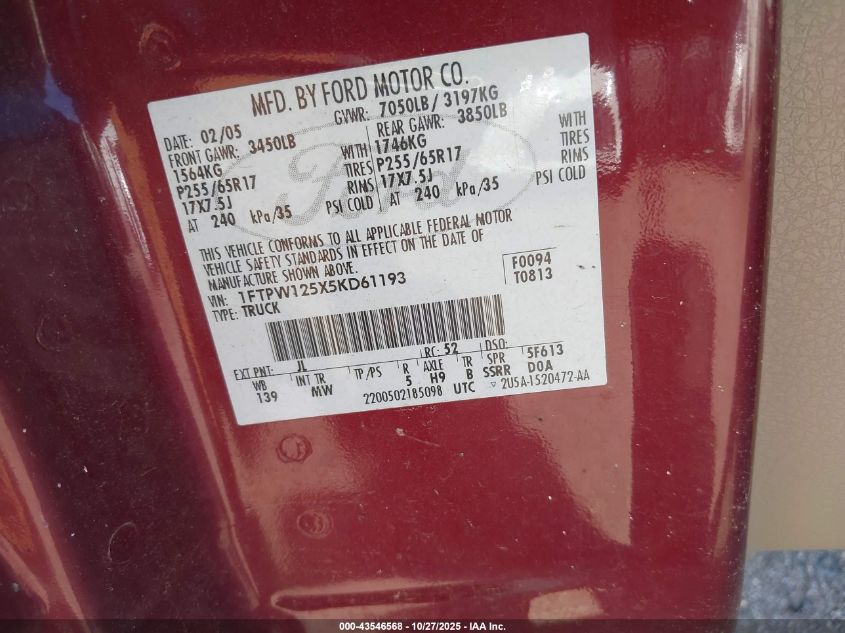 MFD. BY FORD MOTOR CO.
DATE: 02/05 GVWR: 7050LB / 3197KG
FRONT GAWR: 3450LB REAR GAWR: 3850LB
1564KG WITH 1746KG WITH
P255/65R17 TIRES P255/65R17 TIRES
17X7.5J RINS 17X7.5J RINS
AT 240 kPa/35 PSI COLD AT 240 kPa/35 PSI COLD
THIS VEHICLE CONFORMS TO ALL APPLICABLE FEDERAL MOTOR
VEHICLE SAFETY STANDARDS IN EFFECT ON THE DATE OF
MANUFACTURE SHOWN ABOVE.
VIN: 1FTPW125X5KD61193 F0094
TYPE: TRUCK T0813
EXT PNT: JL RC: 52 DSO:
WB INT TR TP/PS R AXLE TR SPR 5F613
139 MW 5 H9 B SSRR DOA
2200502185098 UTC ▽ 2U5A-1520472-AA
Ford
000-43546568 - 10/27/2025 - IAA Inc.